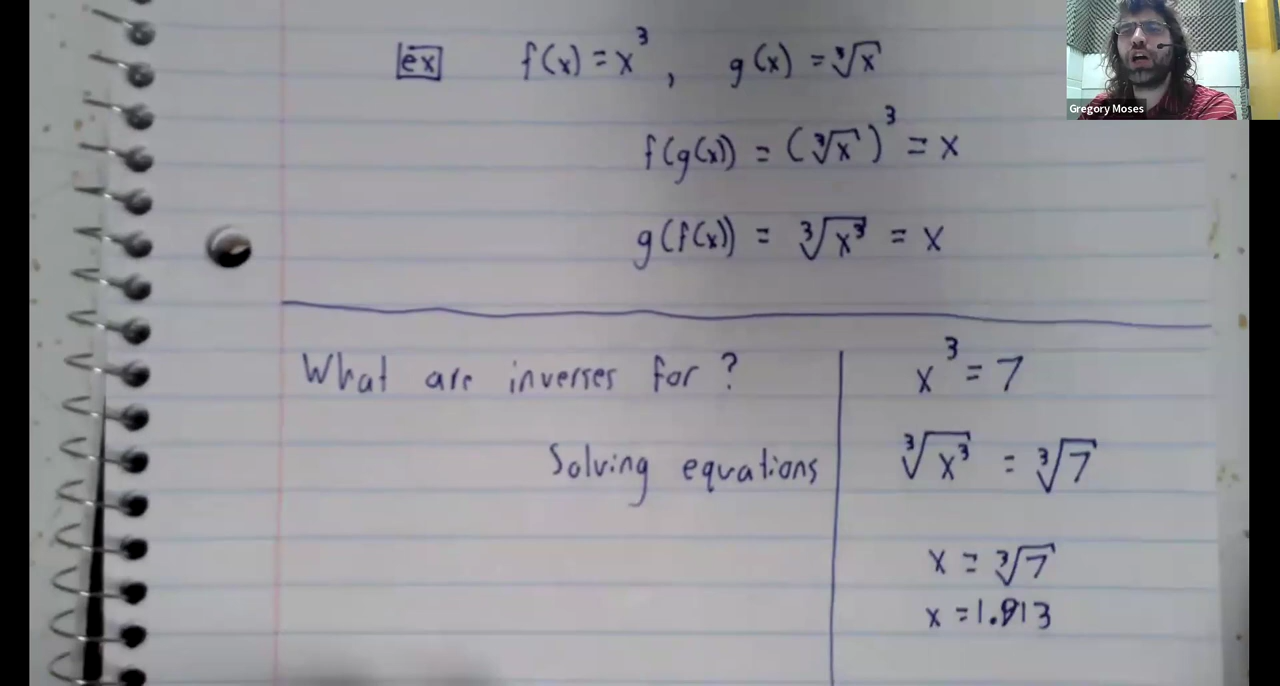 ex f(x) = x³, g(x) = ∛x
Gregory Moses
f(g(x)) = (∛x)³ = x
g(f(x)) = ∛x³ = x
What are inverses for?
x³ = 7
Solving equations
∛x³ = ∛7
x = ∛7
x = 1.913